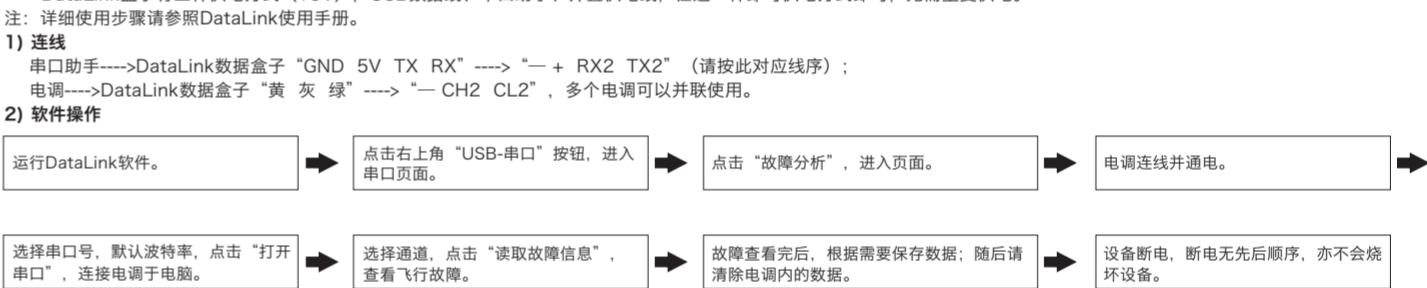 注：详细使用步骤请参照DataLink使用手册。
1) 连线
串口助手---->DataLink数据盒子“GND 5V TX RX”---->“— + RX2 TX2”（请按此对应线序）；
电调---->DataLink数据盒子“黄 灰 绿”---->“— CH2 CL2”，多个电调可以并联使用。
2) 软件操作
运行DataLink软件。
点击右上角“USB-串口”按钮，进入
串口页面。
点击“故障分析”，进入页面。
电调连线并通电。
选择串口号，默认波特率，点击“打开
串口”，连接电调于电脑。
选择通道，点击“读取故障信息”，
查看飞行故障。
故障查看完后，根据需要保存数据；随后请
清除电调内的数据。
设备断电，断电无先后顺序，亦不会烧
坏设备。